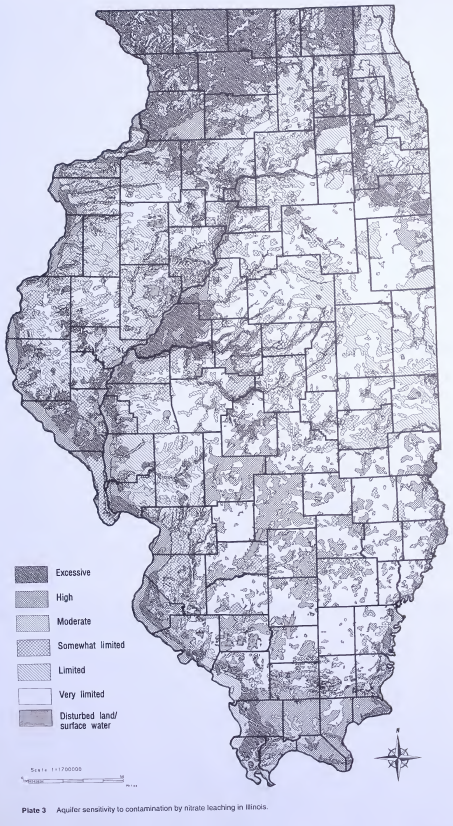 Excessive
High
Moderate
Somewhat limited
Limited
Very limited
Disturbed land/
surface water
N
Scale 1:1700000
Plate 3 Aquifer sensitivity to contamination by nitrate leaching in Illinois.